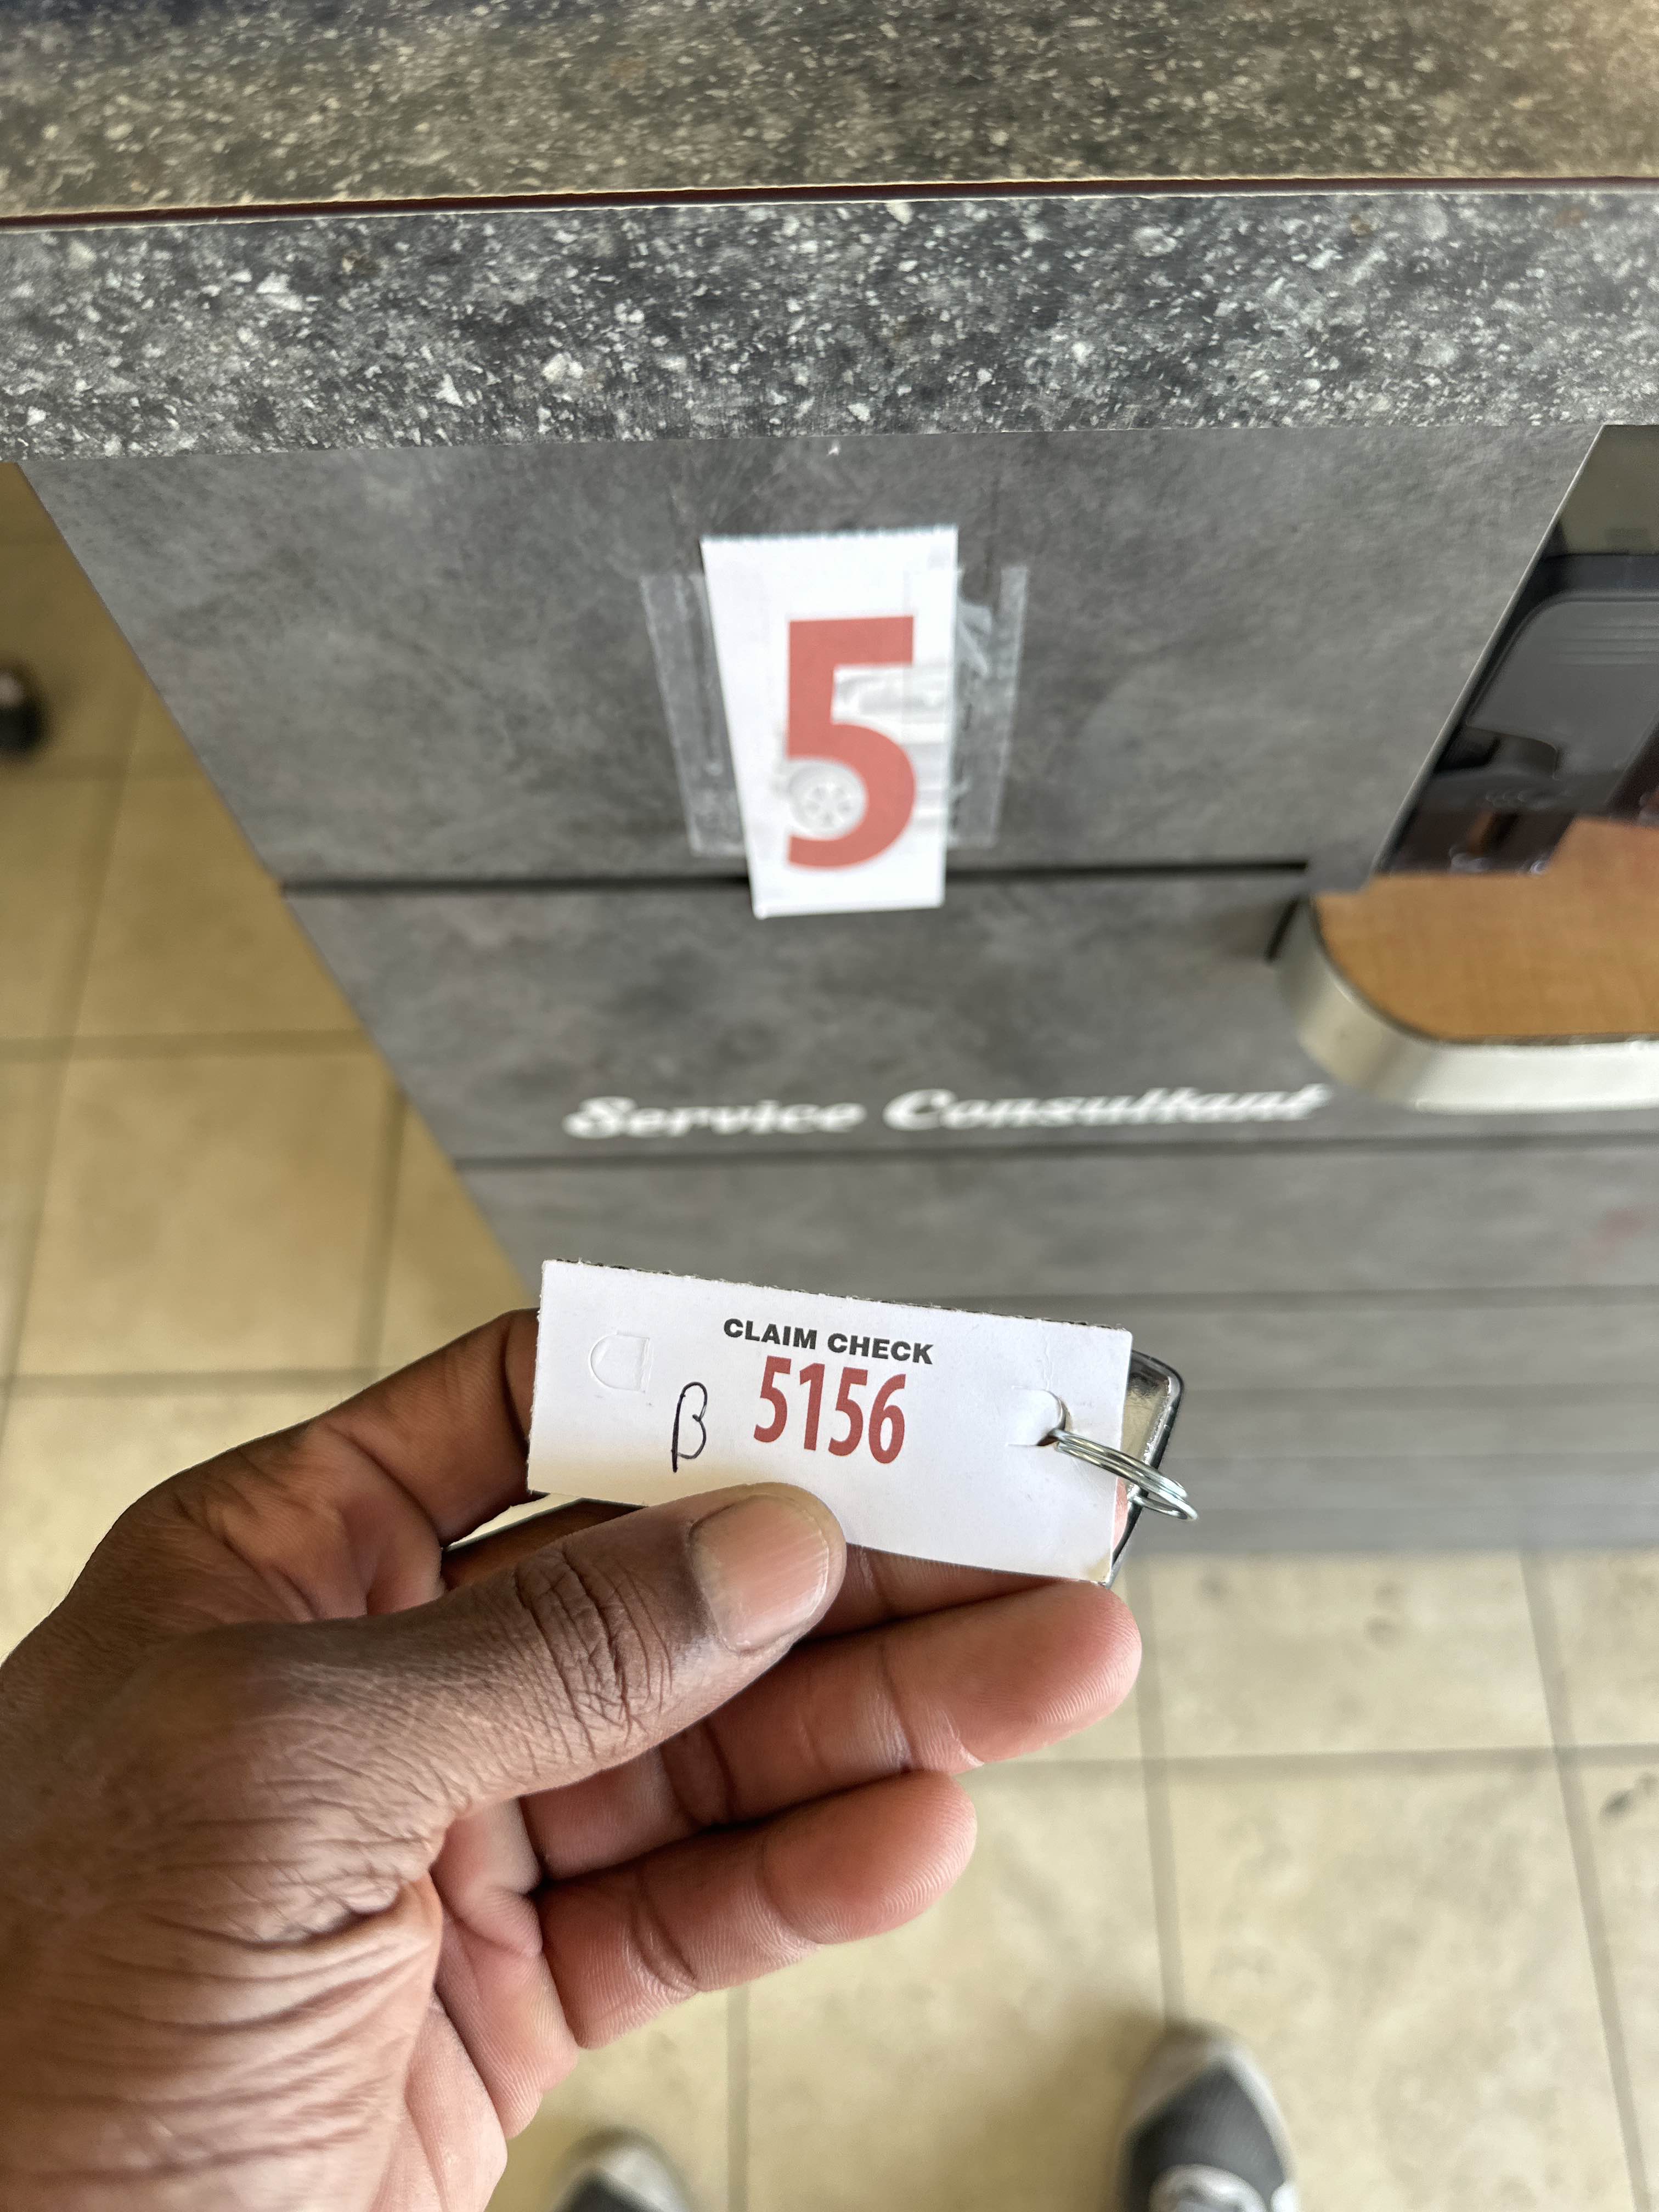 5
Service Consultant
CLAIM CHECK
B 5156